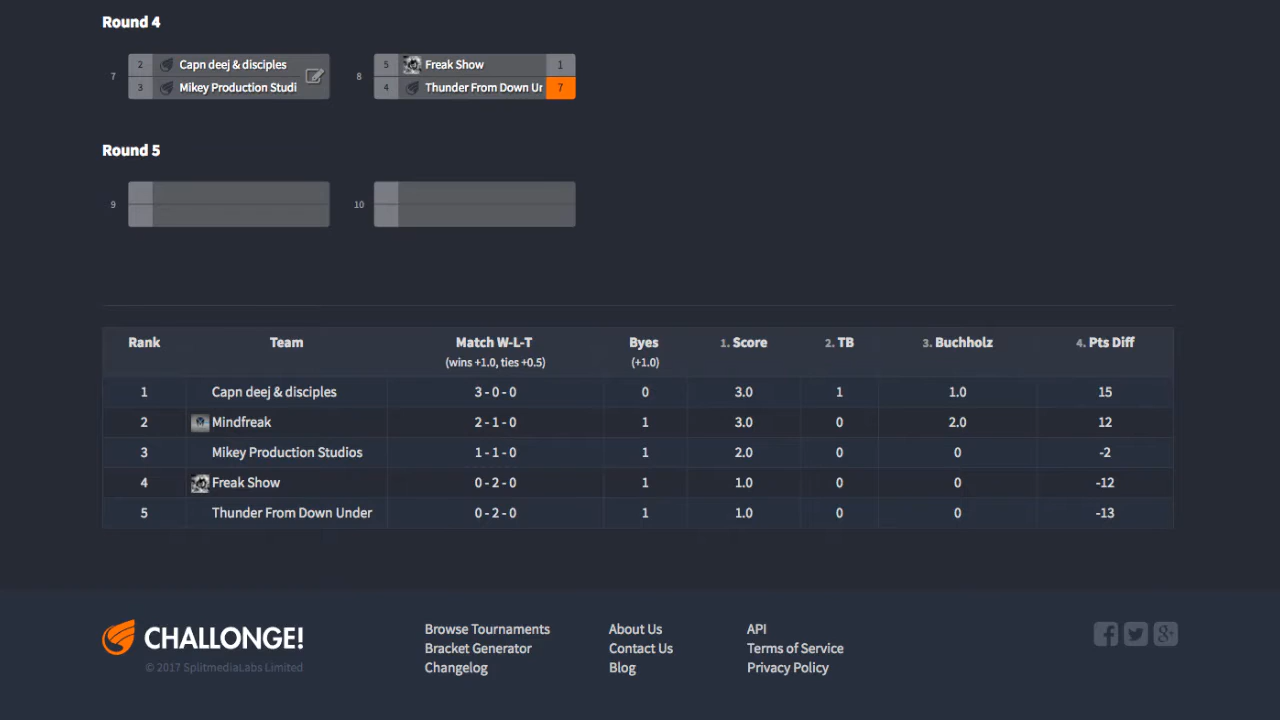 Round 4
7
2 Capn deej & disciples
3 Mikey Production Studi
8
5 Freak Show 1
4 Thunder From Down Ur 7
Round 5
9
10
Rank Team Match W-L-T Byes 1. Score 2. TB 3. Buchholz 4. Pts Diff
(wins +1.0, ties +0.5) (+1.0)
1 Capn deej & disciples 3 - 0 - 0 0 3.0 1 1.0 15
2 Mindfreak 2 - 1 - 0 1 3.0 0 2.0 12
3 Mikey Production Studios 1 - 1 - 0 1 2.0 0 0 -2
4 Freak Show 0 - 2 - 0 1 1.0 0 0 -12
5 Thunder From Down Under 0 - 2 - 0 1 1.0 0 0 -13
CHALLONGE!
© 2017 SplitmediaLabs Limited
Browse Tournaments
Bracket Generator
Changelog
About Us
Contact Us
Blog
API
Terms of Service
Privacy Policy